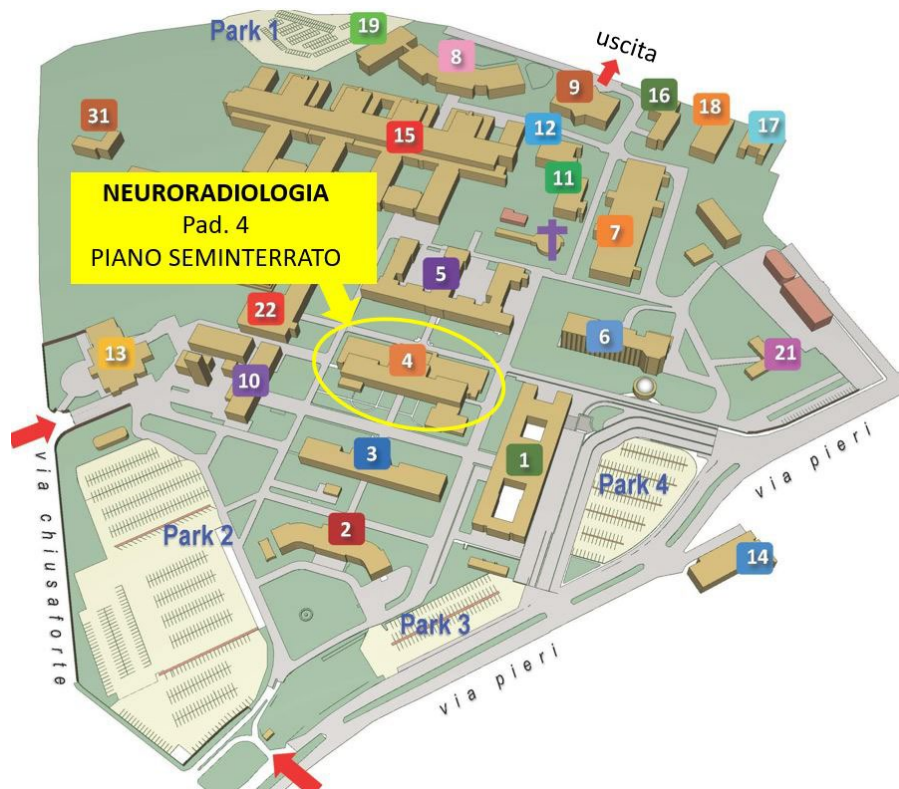 Park 1
19
8
uscita
9
16
18
17
31
15
12
11
NEURORADIOLOGIA
Pad. 4
PIANO SEMINTERRATO
7
5
22
6
13
4
21
10
3
1
via chiusaforte
Park 4
via pieri
Park 2
2
14
Park 3
via pieri